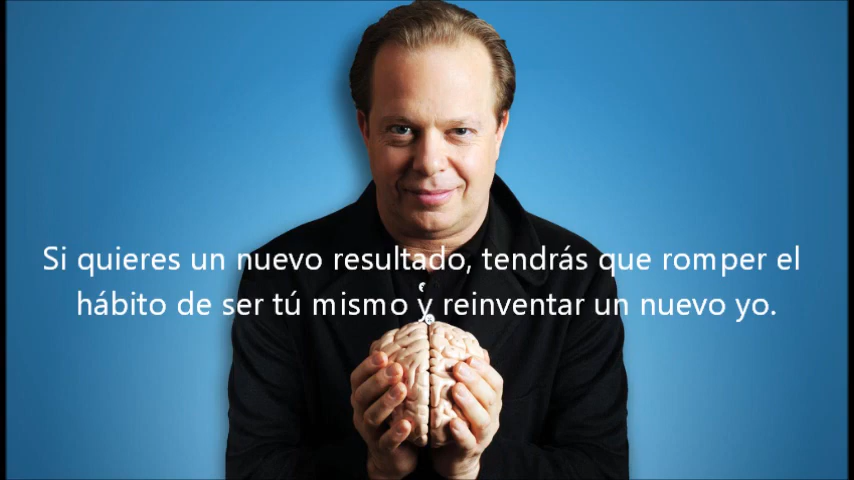 Si quieres un nuevo resultado, tendrás que romper el
hábito de ser tú mismo y reinventar un nuevo yo.